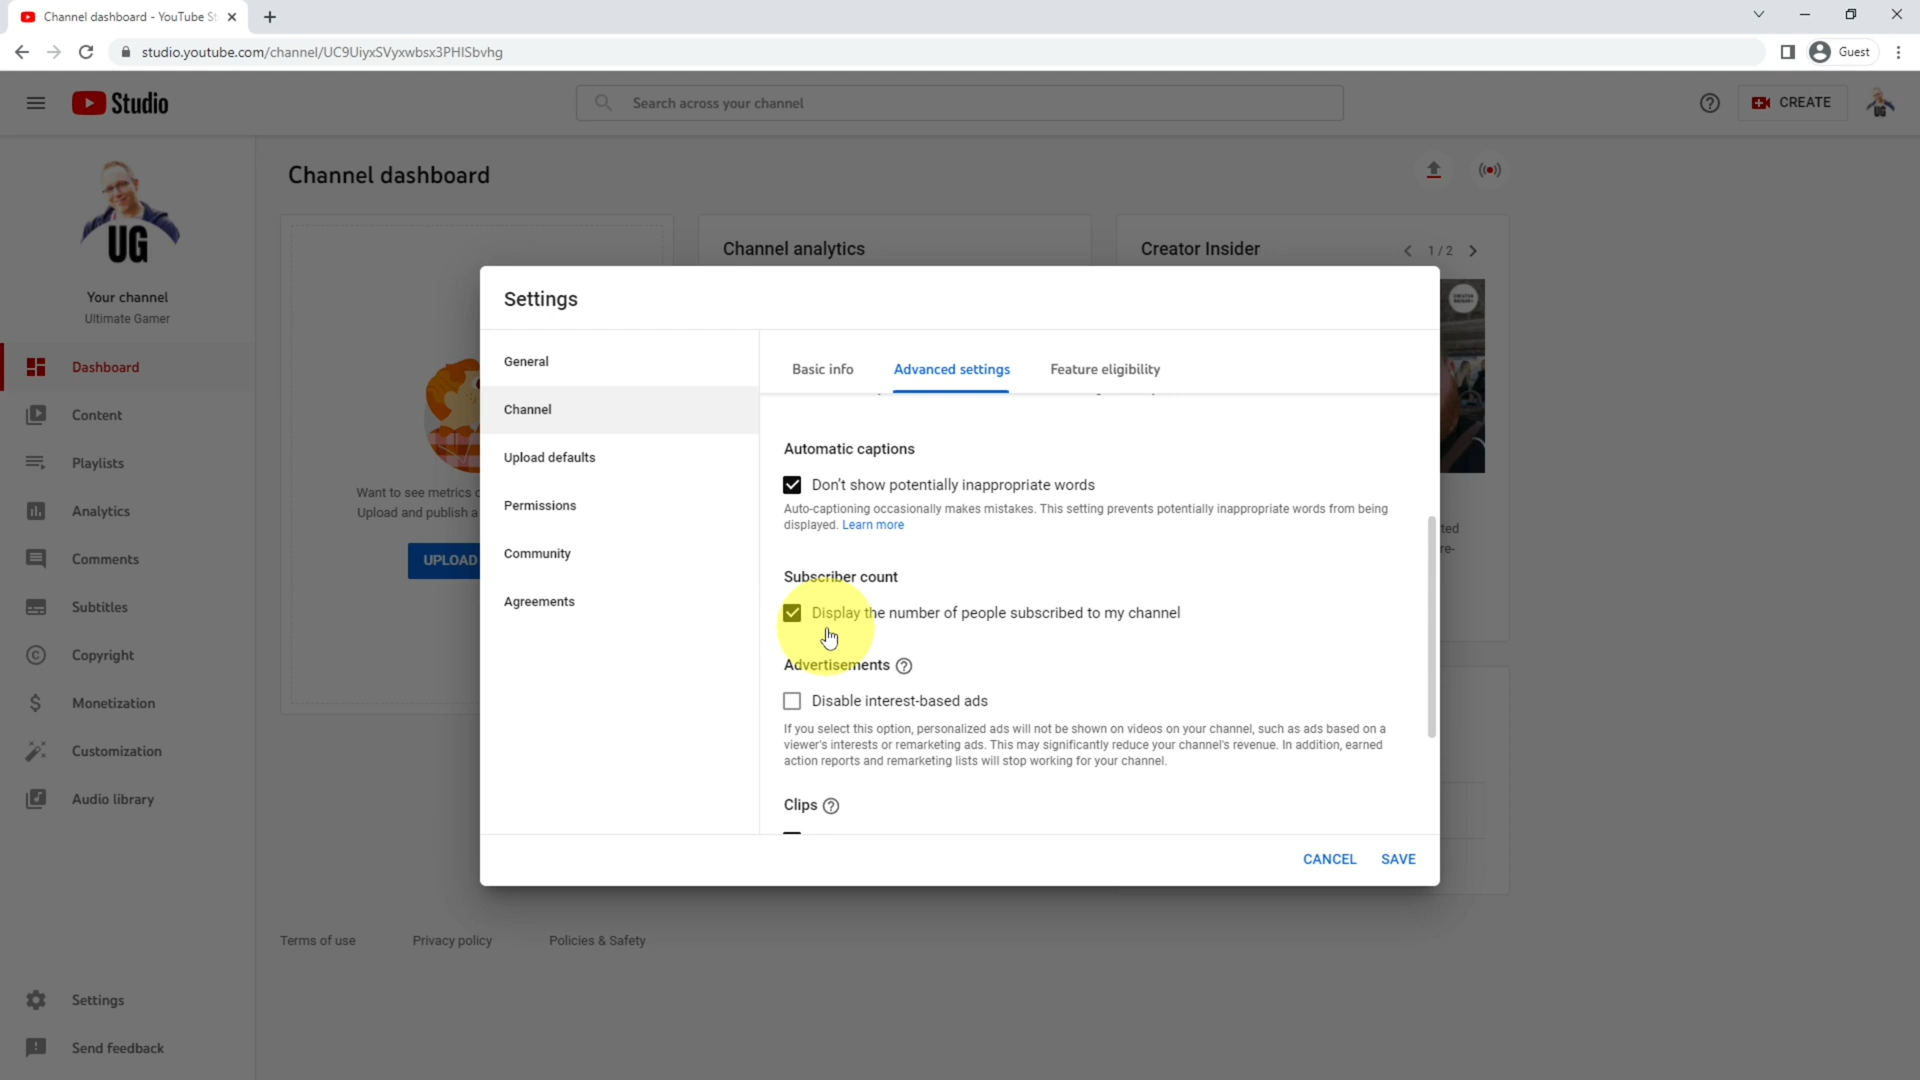 Channel dashboard - YouTube St
studio.youtube.com/channel/UC9UiyxSVyxwbsx3PHISbvhg
Guest
Studio
Search across your channel
CREATE
UG
Your channel
Ultimate Gamer
Dashboard
Content
Playlists
Analytics
Comments
Subtitles
Copyright
Monetization
Customization
Audio library
Settings
Send feedback
Channel dashboard
Want to see metrics
Upload and publish a
UPLOAD
Channel analytics
Creator Insider
1 / 2
ted
re-
Settings
General
Channel
Upload defaults
Permissions
Community
Agreements
Basic info
Advanced settings
Feature eligibility
Automatic captions
Don't show potentially inappropriate words
Auto-captioning occasionally makes mistakes. This setting prevents potentially inappropriate words from being
displayed. Learn more
Subscriber count
Display the number of people subscribed to my channel
Advertisements
Disable interest-based ads
If you select this option, personalized ads will not be shown on videos on your channel, such as ads based on a
viewer's interests or remarketing ads. This may significantly reduce your channel's revenue. In addition, earned
action reports and remarketing lists will stop working for your channel.
Clips
CANCEL
SAVE
Terms of use
Privacy policy
Policies & Safety